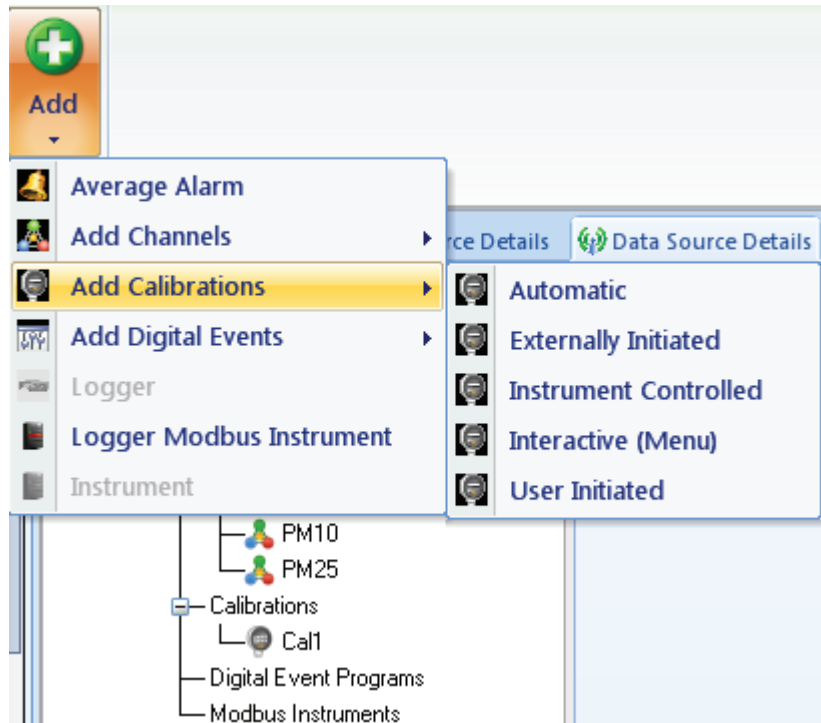 Add
Average Alarm
Add Channels
rce Details
Data Source Details
Add Calibrations
Automatic
Externally Initiated
Add Digital Events
Logger
Instrument Controlled
Logger Modbus Instrument
Interactive (Menu)
Instrument
User Initiated
PM10
PM25
Calibrations
Cal1
Digital Event Programs
Modbus Instruments